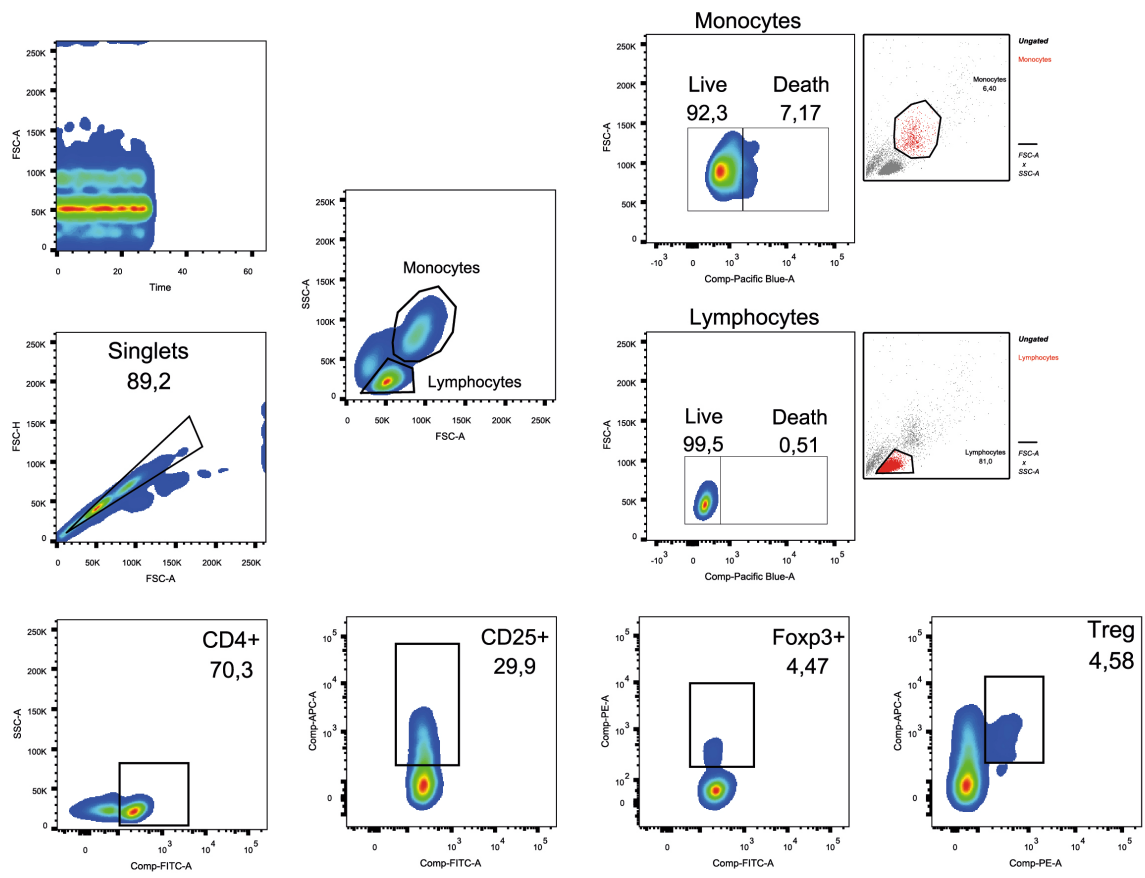 250K
200K
150K
100K
50K
0
FSC-A
0 20 40 60
Time
Singlets
89,2
250K
200K
150K
100K
50K
0
FSC-H
0 50K 100K 150K 200K 250K
FSC-A
Monocytes
Lymphocytes
250K
200K
150K
100K
50K
0
SSC-A
0 50K 100K 150K 200K 250K
FSC-A
Monocytes
Live Death
92,3 7,17
250K
200K
150K
100K
50K
0
FSC-A
-10³ 0 10³ 10⁴ 10⁵
Comp-Pacific Blue-A
Monocytes
6,40
Ungated
Monocytes
FSC-A
x
SSC-A
Lymphocytes
Live Death
99,5 0,51
250K
200K
150K
100K
50K
0
FSC-A
-10³ 0 10³ 10⁴ 10⁵
Comp-Pacific Blue-A
Lymphocytes
81,0
Ungated
Lymphocytes
FSC-A
x
SSC-A
CD4+
70,3
250K
200K
150K
100K
50K
0
SSC-A
0 10³ 10⁴ 10⁵
Comp-FITC-A
CD25+
29,9
10⁵
10⁴
10³
0
Comp-APC-A
0 10³ 10⁴ 10⁵
Comp-FITC-A
Foxp3+
4,47
10⁵
10⁴
10³
10²
0
Comp-PE-A
0 10³ 10⁴ 10⁵
Comp-FITC-A
Treg
4,58
10⁵
10⁴
10³
0
Comp-APC-A
0 10³ 10⁴ 10⁵
Comp-PE-A